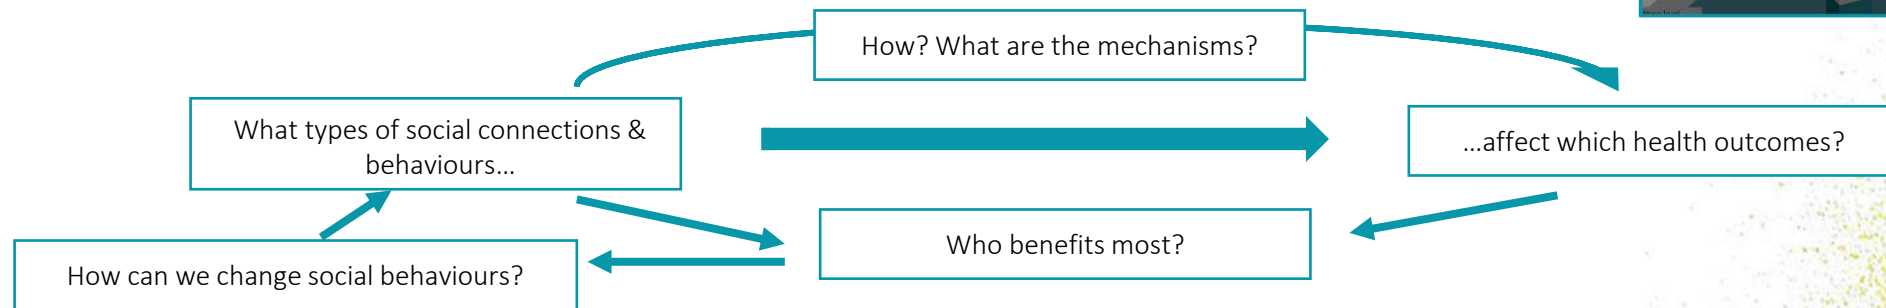 How? What are the mechanisms?
What types of social connections &
behaviours...
...affect which health outcomes?
Who benefits most?
How can we change social behaviours?